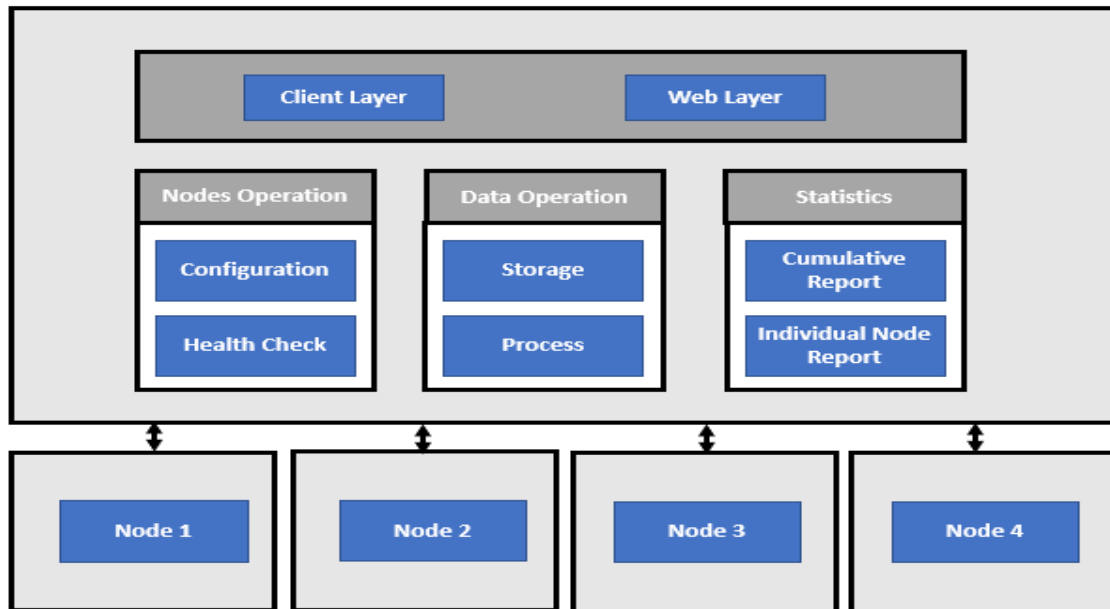 Client Layer
Web Layer
Nodes Operation
Data Operation
Statistics
Configuration
Storage
Cumulative
Report
Health Check
Process
Individual Node
Report
Node 1
Node 2
Node 3
Node 4